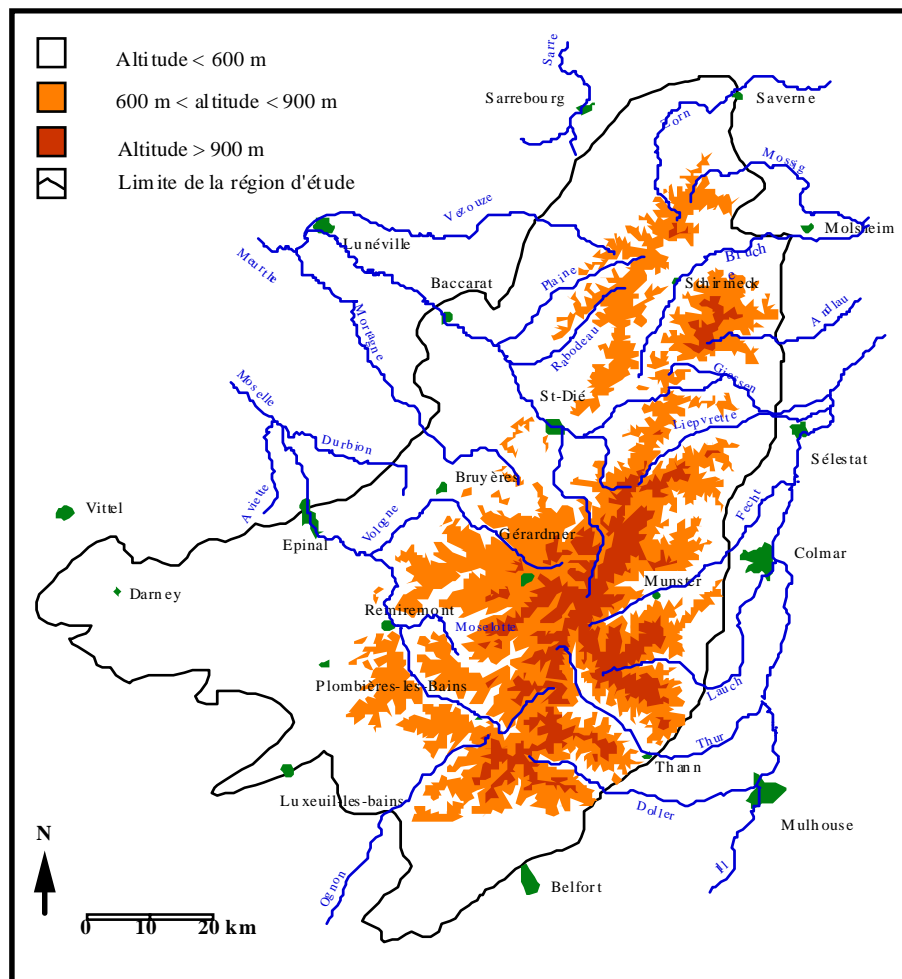 Altitude < 600 m
600 m < altitude < 900 m
Altitude > 900 m
Limite de la région d'étude
Sarre
Sarrebourg
Saverne
Zorn
Mossig
Vezouze
Lunéville
Molsheim
Meurthe
Bruche
Plaine
Schirmeck
Baccarat
Andlau
Mortagne
Rabodeau
Giessen
Moselle
St-Dié
Liepvrette
Durbion
Sélestat
Bruyères
Vittel
Aviette
Vologne
Fecht
Epinal
Gérardmer
Colmar
Munster
Darney
Remiremont
Moselotte
Plombières-les-Bains
Lauch
Thur
Thann
Luxeuil-les-bains
Doller
Mulhouse
N
Ill
Ognon
Belfort
0 10 20 km